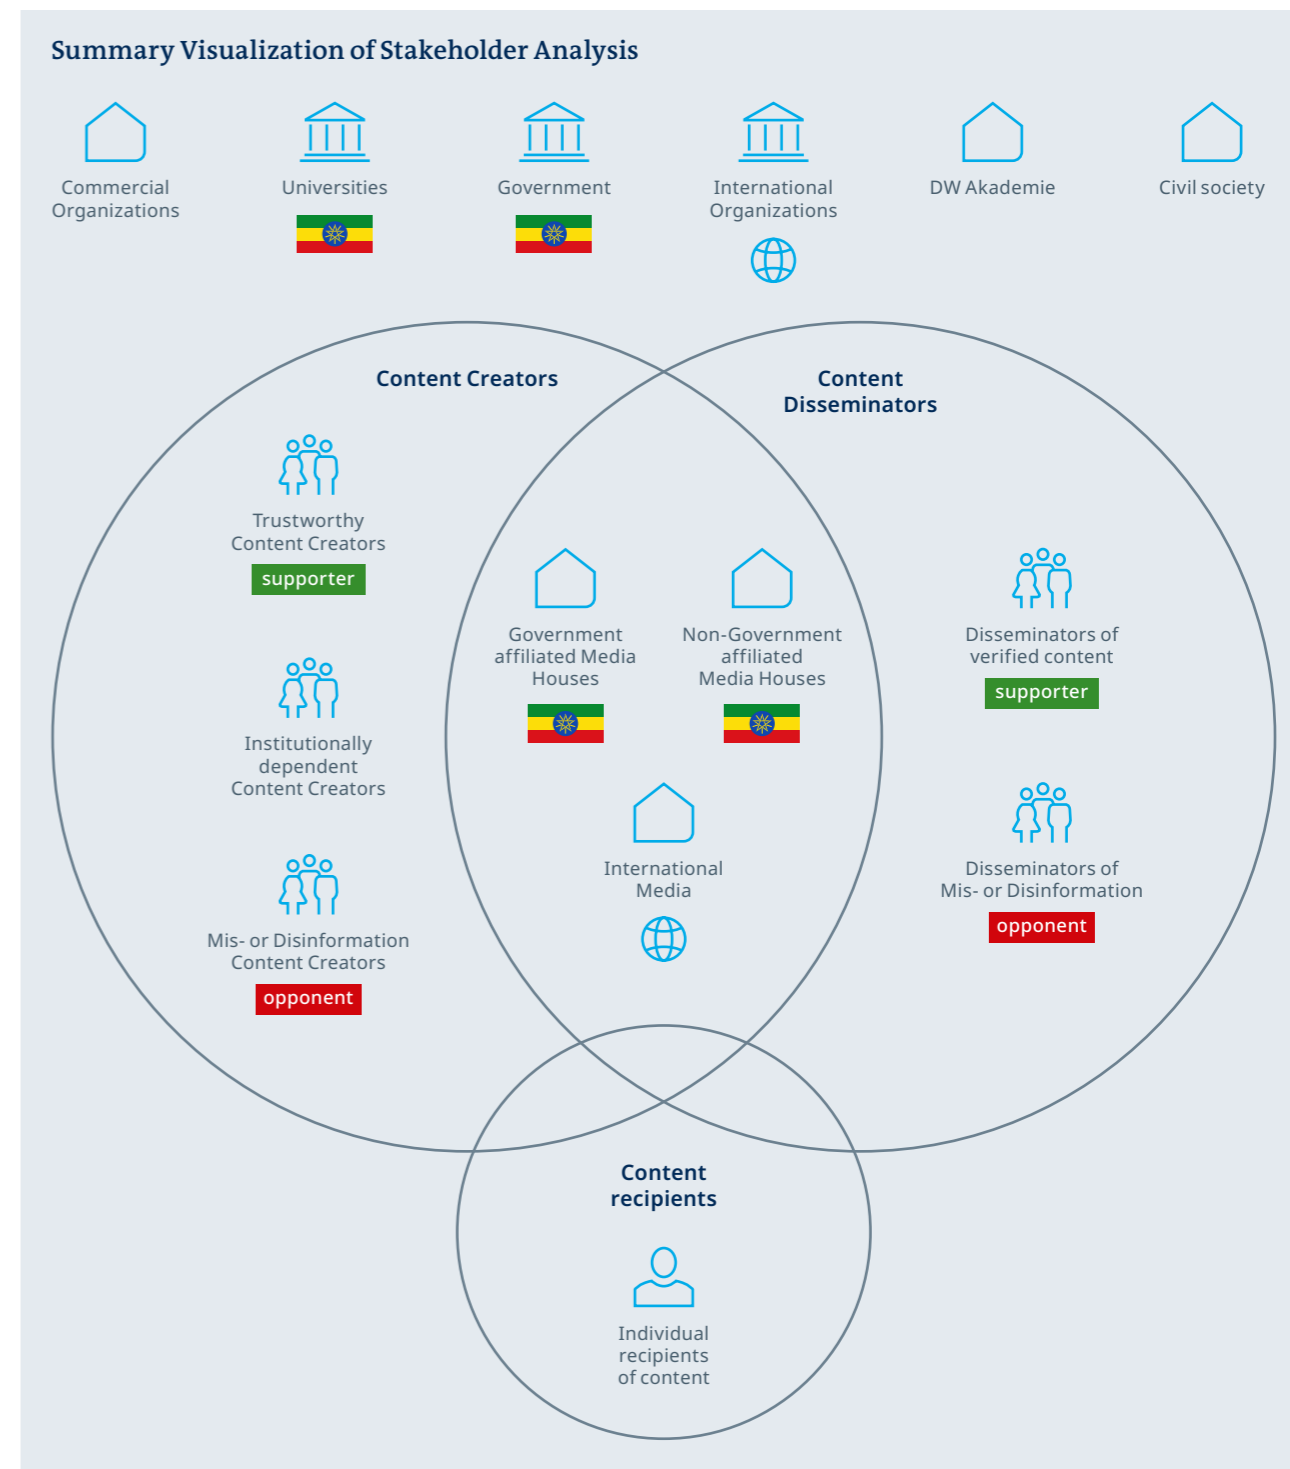 Summary Visualization of Stakeholder Analysis
Commercial
Organizations
Universities
Government
International
Organizations
DW Akademie
Civil society
Content Creators
Content
Disseminators
Trustworthy
Content Creators
supporter
Institutionally
dependent
Content Creators
Mis- or Disinformation
Content Creators
opponent
Government
affiliated Media
Houses
Non-Government
affiliated
Media Houses
International
Media
Disseminators of
verified content
supporter
Disseminators of
Mis- or Disinformation
opponent
Content
recipients
Individual
recipients
of content